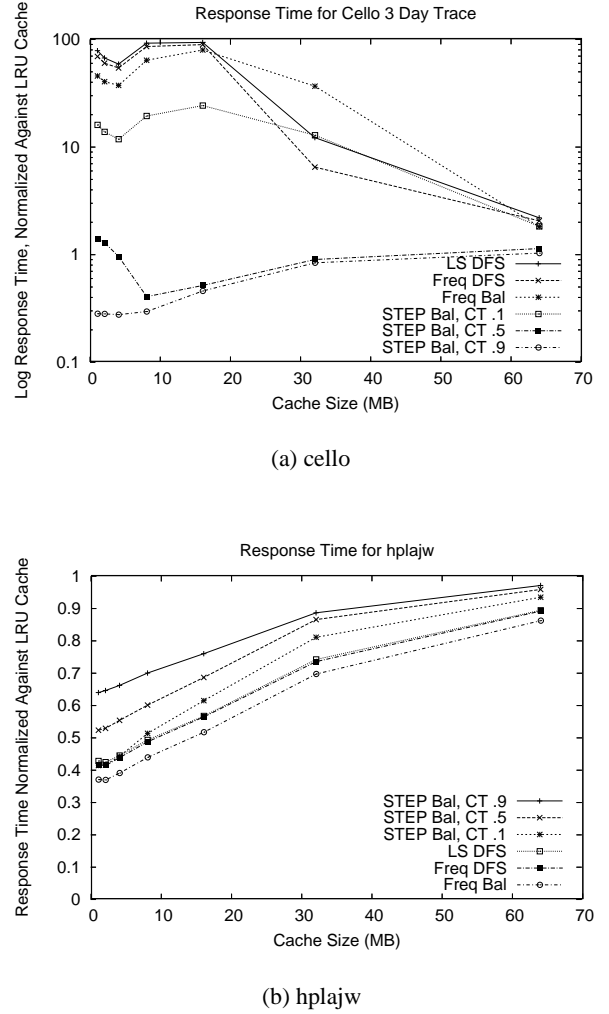 Response Time for Cello 3 Day Trace
Log Response Time, Normalized Against LRU Cache
100
10
1
0.1
LS DFS
Freq DFS
Freq Bal
STEP Bal, CT .1
STEP Bal, CT .5
STEP Bal, CT .9
0 10 20 30 40 50 60 70
Cache Size (MB)
(a) cello
Response Time for hplajw
Response Time Normalized Against LRU Cache
1
0.9
0.8
0.7
0.6
0.5
0.4
0.3
0.2
0.1
0
STEP Bal, CT .9
STEP Bal, CT .5
STEP Bal, CT .1
LS DFS
Freq DFS
Freq Bal
0 10 20 30 40 50 60 70
Cache Size (MB)
(b) hplajw